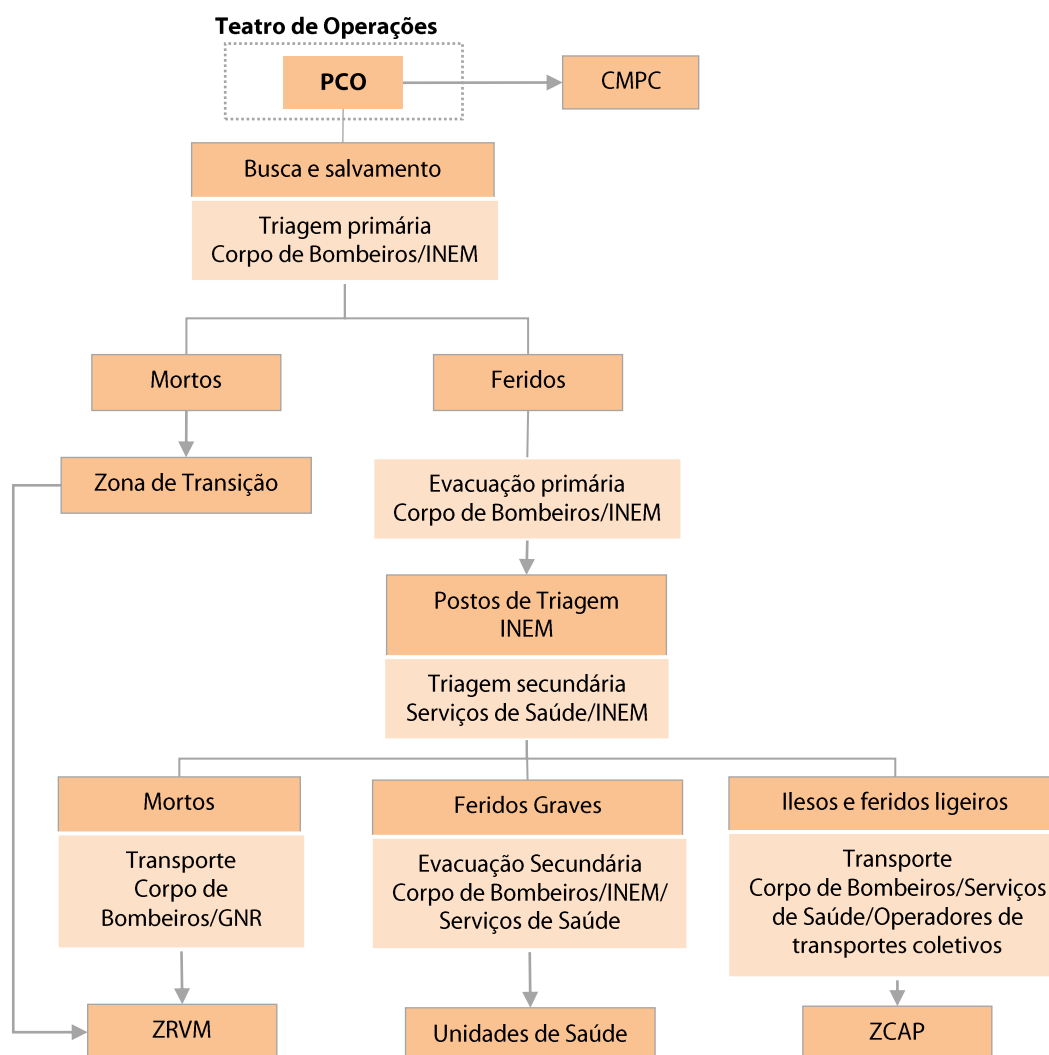 Teatro de Operações
PCO
CMPC
Busca e salvamento
Triagem primária
Corpo de Bombeiros/INEM
Mortos
Feridos
Zona de Transição
Evacuação primária
Corpo de Bombeiros/INEM
Postos de Triagem
INEM
Triagem secundária
Serviços de Saúde/INEM
Mortos
Transporte
Corpo de
Bombeiros/GNR
Feridos Graves
Evacuação Secundária
Corpo de Bombeiros/INEM/
Serviços de Saúde
Ilesos e feridos ligeiros
Transporte
Corpo de Bombeiros/Serviços
de Saúde/Operadores de
transportes coletivos
ZRVM
Unidades de Saúde
ZCAP